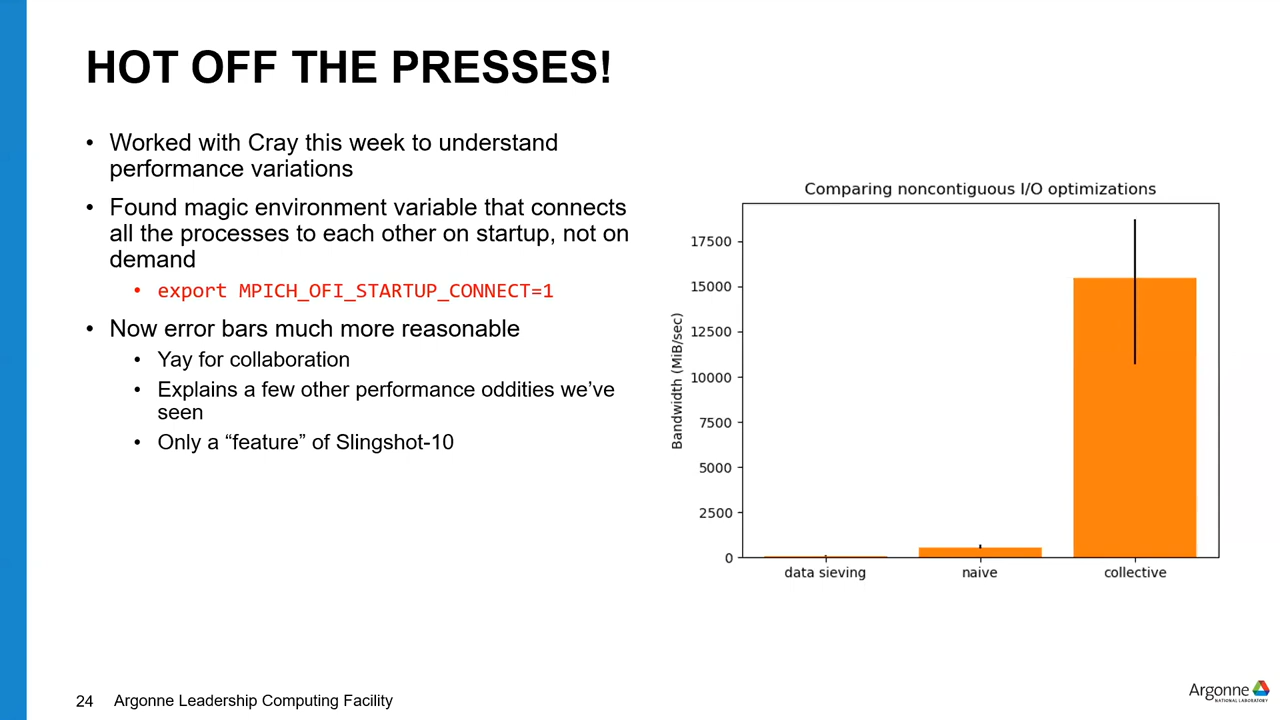 HOT OFF THE PRESSES!
• Worked with Cray this week to understand
performance variations
• Found magic environment variable that connects
all the processes to each other on startup, not on
demand
• export MPICH_OFI_STARTUP_CONNECT=1
• Now error bars much more reasonable
• Yay for collaboration
• Explains a few other performance oddities we’ve
seen
• Only a “feature” of Slingshot-10
Comparing noncontiguous I/O optimizations
Bandwidth (MiB/sec)
17500
15000
12500
10000
7500
5000
2500
0
data sieving
naive
collective
24 Argonne Leadership Computing Facility
Argonne
NATIONAL LABORATORY